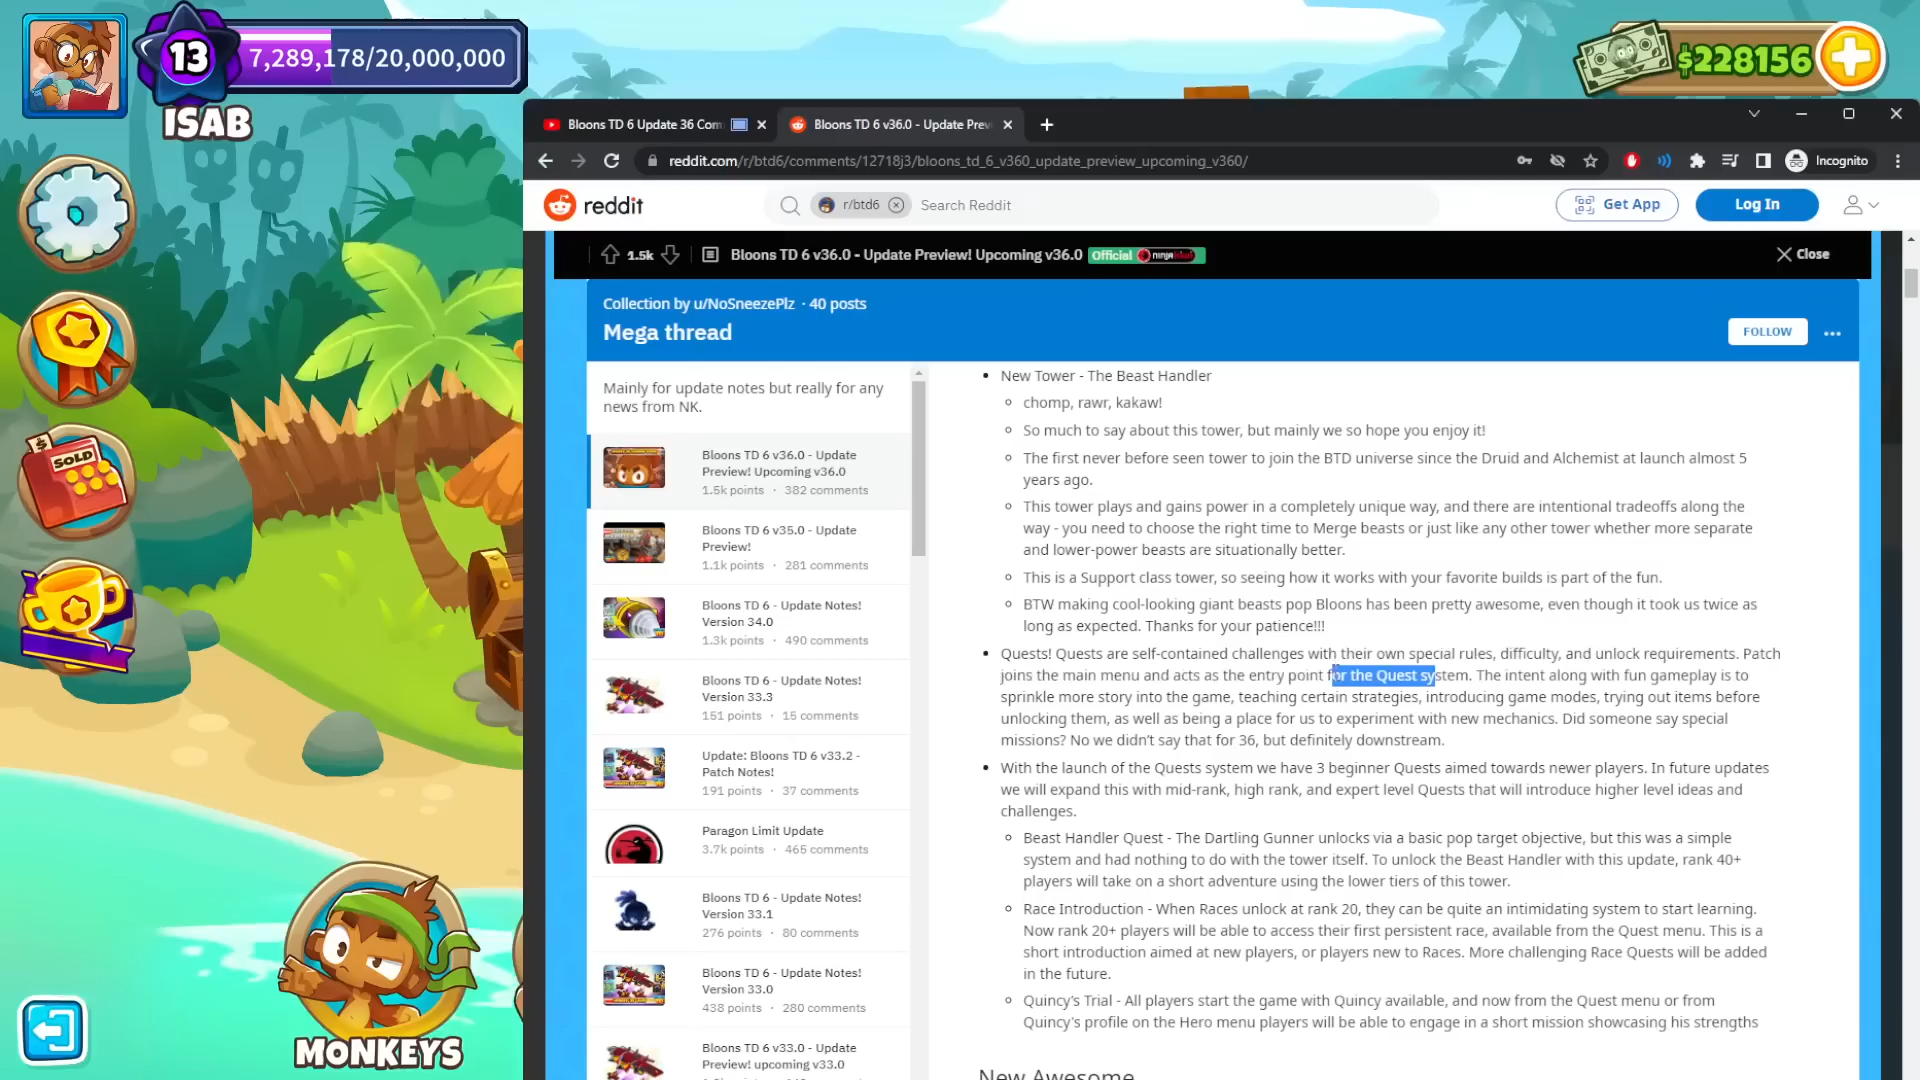 13
7,289,178/20,000,000
ISAB
$228156
Bloons TD 6 Update 36 Com
Bloons TD 6 v36.0 - Update Prev
reddit.com/r/btd6/comments/12718j3/bloons_td_6_v360_update_preview_upcoming_v360/
Incognito
reddit
r/btd6
Search Reddit
Get App
Log In
1.5k
Bloons TD 6 v36.0 - Update Preview! Upcoming v36.0
Official
Close
Collection by u/NoSneezePlz · 40 posts
Mega thread
FOLLOW
Mainly for update notes but really for any
news from NK.
Bloons TD 6 v36.0 - Update
Preview! Upcoming v36.0
1.5k points · 382 comments
Bloons TD 6 v35.0 - Update
Preview!
1.1k points · 281 comments
Bloons TD 6 - Update Notes!
Version 34.0
1.3k points · 490 comments
Bloons TD 6 - Update Notes!
Version 33.3
151 points · 15 comments
Update: Bloons TD 6 v33.2 -
Patch Notes!
191 points · 37 comments
Paragon Limit Update
3.7k points · 465 comments
Bloons TD 6 - Update Notes!
Version 33.1
276 points · 80 comments
Bloons TD 6 - Update Notes!
Version 33.0
438 points · 280 comments
Bloons TD 6 v33.0 - Update
Preview! upcoming v33.0
New Tower - The Beast Handler
chomp, rawr, kakaw!
So much to say about this tower, but mainly we so hope you enjoy it!
The first never before seen tower to join the BTD universe since the Druid and Alchemist at launch almost 5
years ago.
This tower plays and gains power in a completely unique way, and there are intentional tradeoffs along the
way - you need to choose the right time to Merge beasts or just like any other tower whether more separate
and lower-power beasts are situationally better.
This is a Support class tower, so seeing how it works with your favorite builds is part of the fun.
BTW making cool-looking giant beasts pop Bloons has been pretty awesome, even though it took us twice as
long as expected. Thanks for your patience!!!
Quests! Quests are self-contained challenges with their own special rules, difficulty, and unlock requirements. Patch
joins the main menu and acts as the entry point for the Quest system. The intent along with fun gameplay is to
sprinkle more story into the game, teaching certain strategies, introducing game modes, trying out items before
unlocking them, as well as being a place for us to experiment with new mechanics. Did someone say special
missions? No we didn't say that for 36, but definitely downstream.
With the launch of the Quests system we have 3 beginner Quests aimed towards newer players. In future updates
we will expand this with mid-rank, high rank, and expert level Quests that will introduce higher level ideas and
challenges.
Beast Handler Quest - The Dartling Gunner unlocks via a basic pop target objective, but this was a simple
system and had nothing to do with the tower itself. To unlock the Beast Handler with this update, rank 40+
players will take on a short adventure using the lower tiers of this tower.
Race Introduction - When Races unlock at rank 20, they can be quite an intimidating system to start learning.
Now rank 20+ players will be able to access their first persistent race, available from the Quest menu. This is a
short introduction aimed at new players, or players new to Races. More challenging Race Quests will be added
in the future.
Quincy's Trial - All players start the game with Quincy available, and now from the Quest menu or from
Quincy's profile on the Hero menu players will be able to engage in a short mission showcasing his strengths
New Awesome
SOLD
MONKEYS